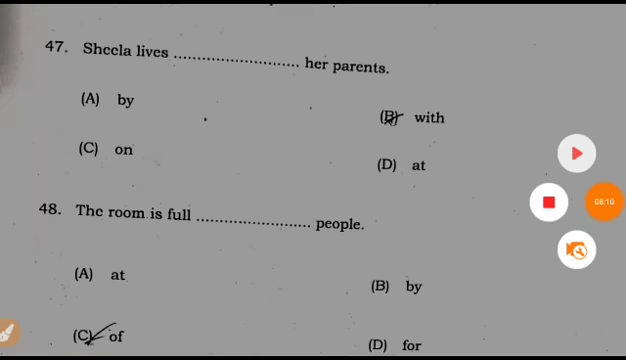 47. Sheela lives .......................... her parents.
(A) by
(B) with
(C) on
(D) at
48. The room is full ........................ people.
(A) at
(B) by
(C) of
(D) for
08:10